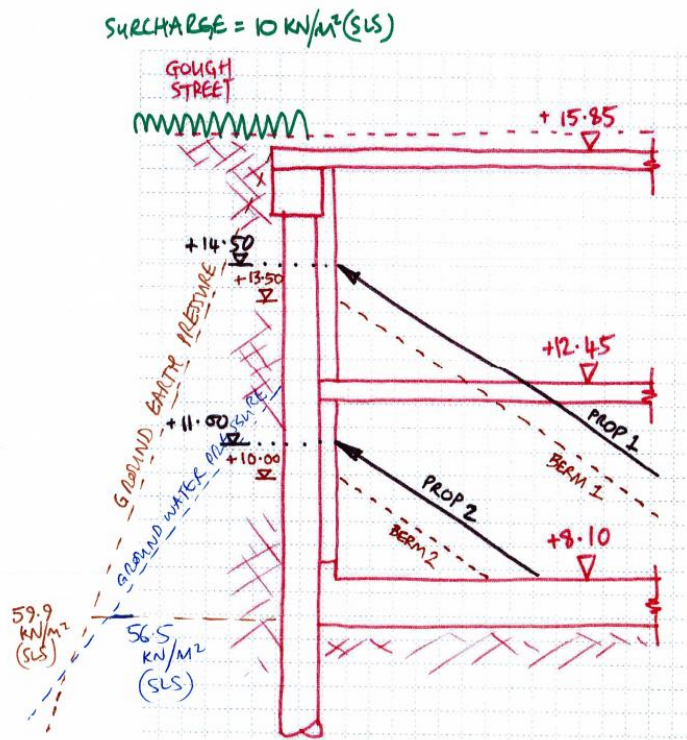 SURCHARGE = 10 KN/M² (SLS)
GOUGH
STREET
+ 15.85
+14.50
+13.50
+12.45
+11.00
+10.00
GROUND EARTH PRESSURE
GROUND WATER PRESSURE
PROP 1
BERM 1
PROP 2
BERM 2
+8.10
59.9
KN/M²
(SLS)
56.5
KN/M²
(SLS)